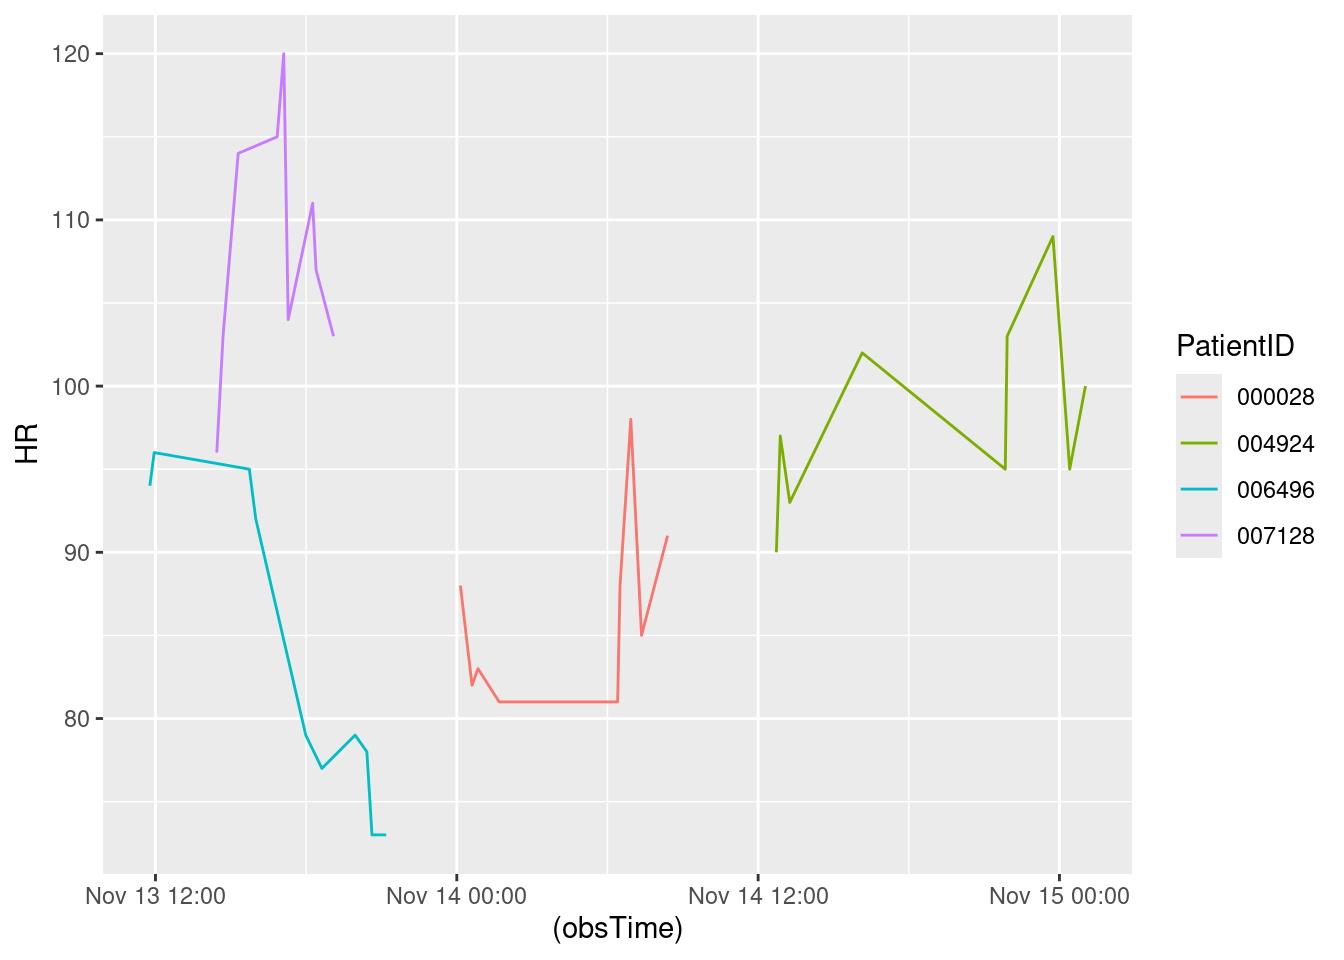 120
110
100
90
80
HR
Nov 13 12:00
Nov 14 00:00
Nov 14 12:00
Nov 15 00:00
(obsTime)
PatientID
000028
004924
006496
007128